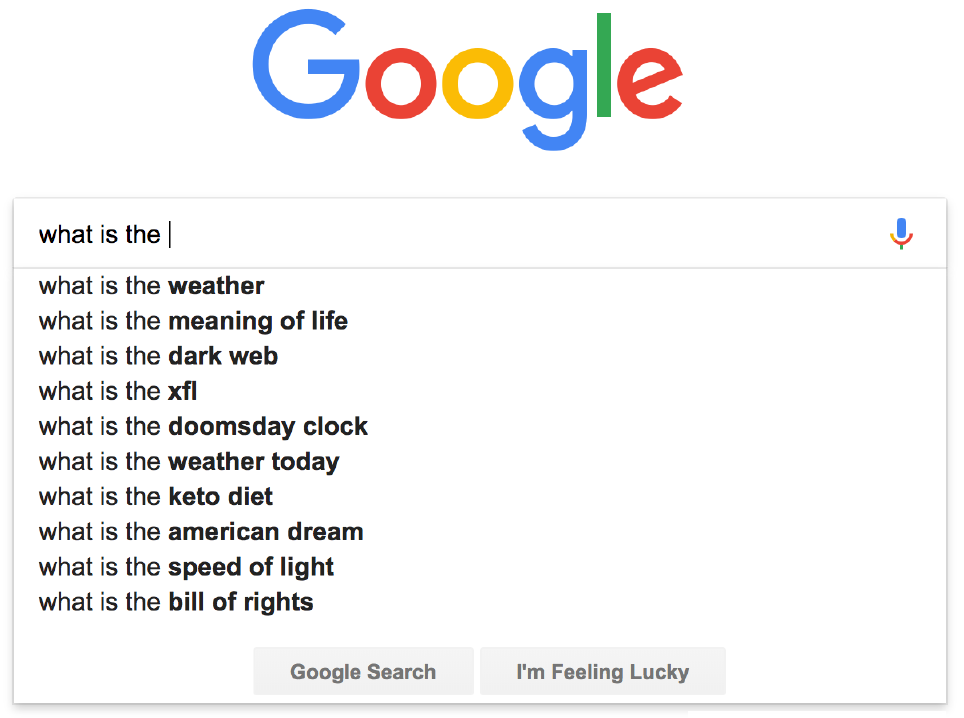 Google
what is the
what is the weather
what is the meaning of life
what is the dark web
what is the xfl
what is the doomsday clock
what is the weather today
what is the keto diet
what is the american dream
what is the speed of light
what is the bill of rights
Google Search
I'm Feeling Lucky